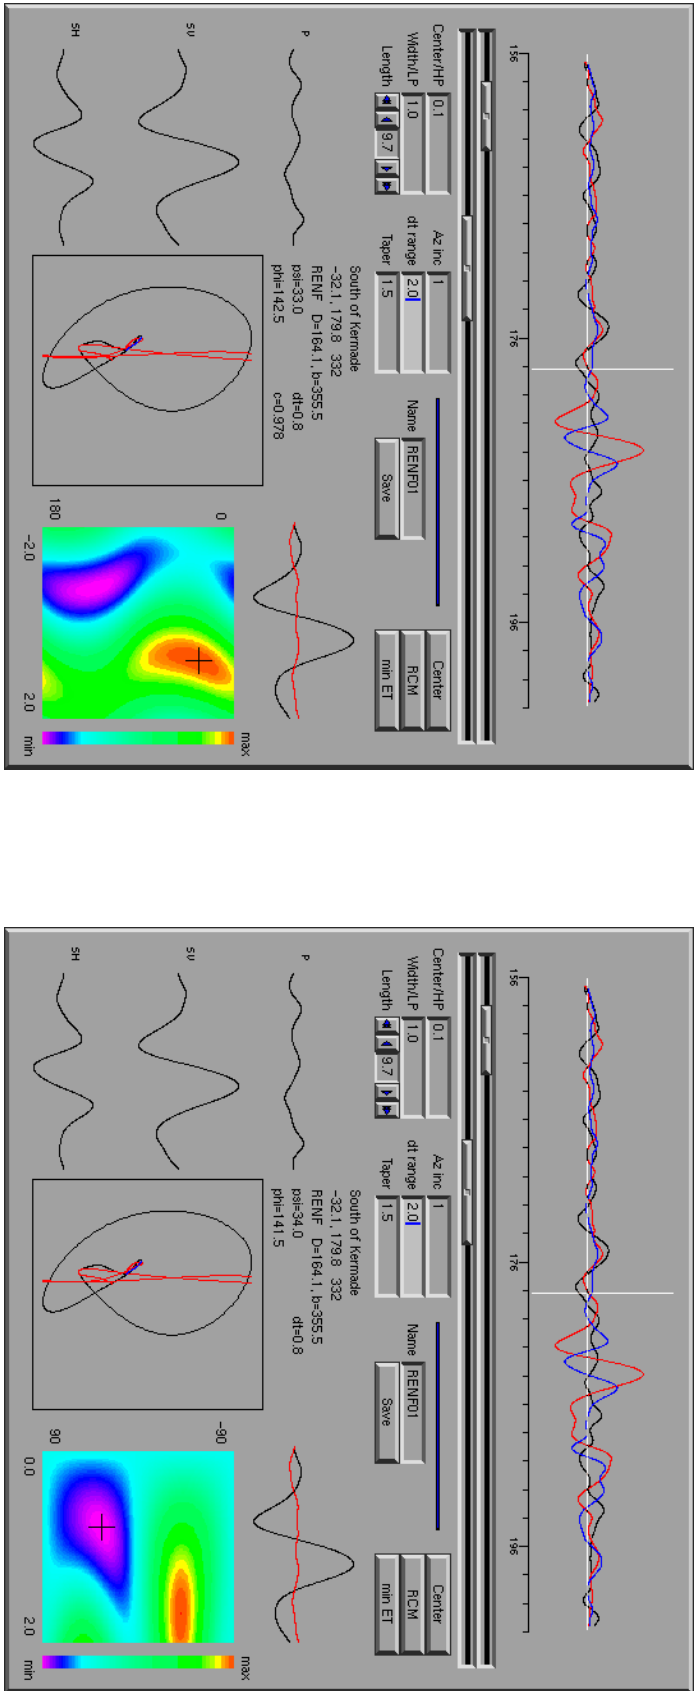 156 176 196
Center/HP 0.1 Az inc 1 Center
Width/LP 1.0 dt range 2.0 Name RENF01 RCM
Length 9.7 Taper 1.5 Save min ET
P
SV
SH
South of Kermade
-32.1, 179.8 332
RENF D=164.1, b=355.5
psi=33.0 dt=0.8
phi=142.5 c=0.978
0
180
-2.0 2.0
max
min
156 176 196
Center/HP 0.1 Az inc 1 Center
Width/LP 1.0 dt range 2.0 Name RENF01 RCM
Length 9.7 Taper 1.5 Save min ET
P
SV
SH
South of Kermade
-32.1, 179.8 332
RENF D=164.1, b=355.5
psi=34.0 dt=0.8
phi=141.5
-90
90
0.0 2.0
max
min